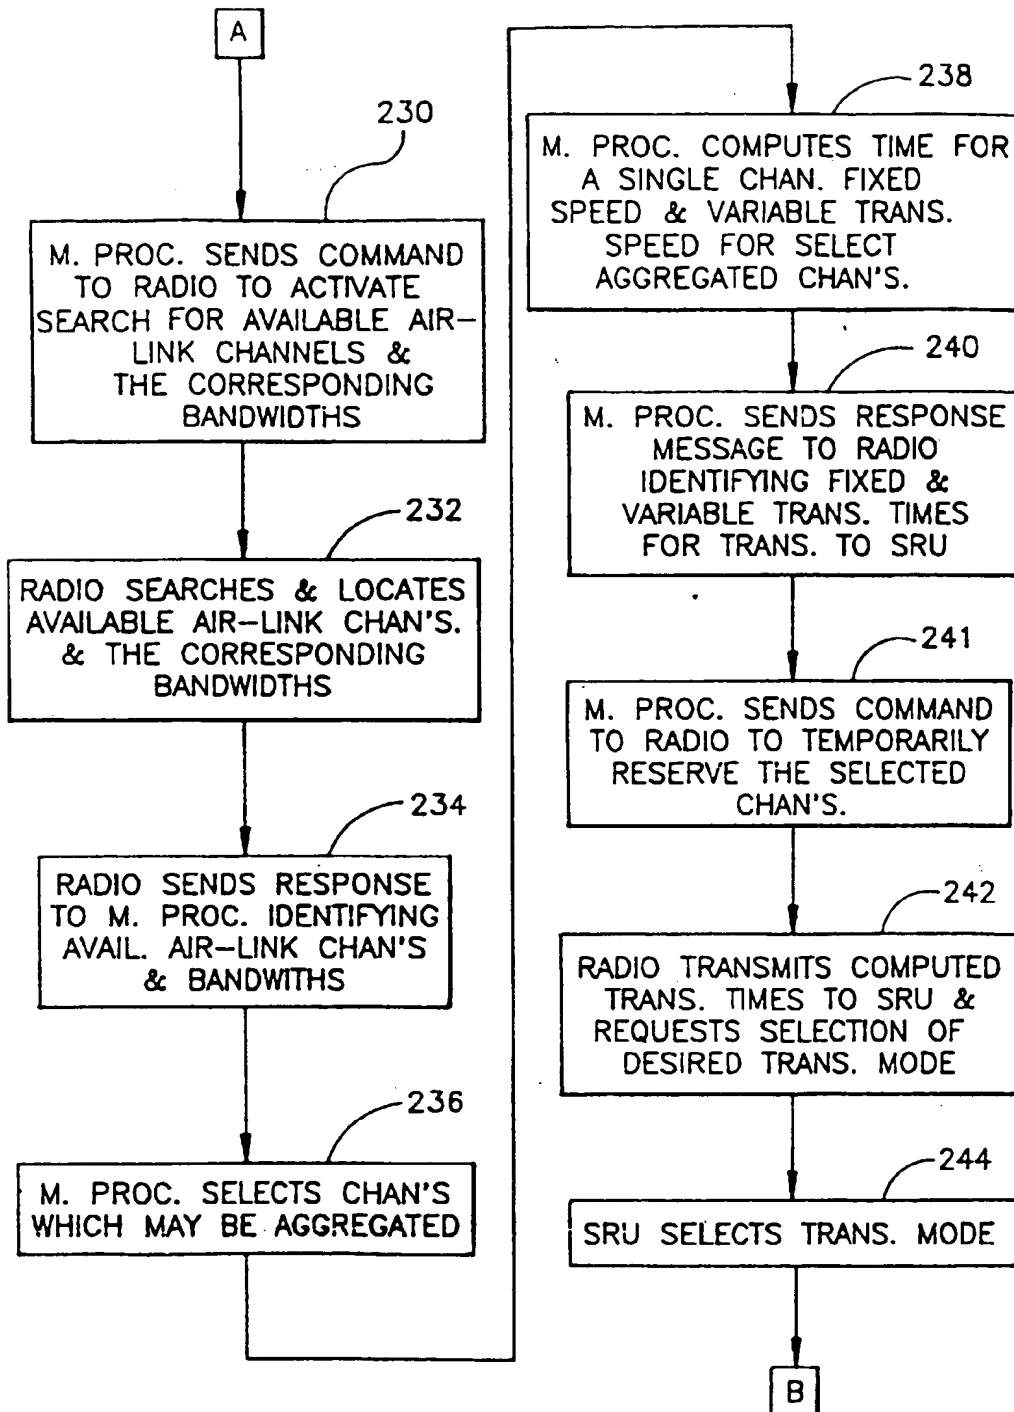 A
230
M. PROC. SENDS COMMAND
TO RADIO TO ACTIVATE
SEARCH FOR AVAILABLE AIR-
LINK CHANNELS &
THE CORRESPONDING
BANDWIDTHS
232
RADIO SEARCHES & LOCATES
AVAILABLE AIR-LINK CHAN'S.
& THE CORRESPONDING
BANDWIDTHS
234
RADIO SENDS RESPONSE
TO M. PROC. IDENTIFYING
AVAIL. AIR-LINK CHAN'S
& BANDWITHS
236
M. PROC. SELECTS CHAN'S
WHICH MAY BE AGGREGATED
238
M. PROC. COMPUTES TIME FOR
A SINGLE CHAN. FIXED
SPEED & VARIABLE TRANS.
SPEED FOR SELECT
AGGREGATED CHAN'S.
240
M. PROC. SENDS RESPONSE
MESSAGE TO RADIO
IDENTIFYING FIXED &
VARIABLE TRANS. TIMES
FOR TRANS. TO SRU
241
M. PROC. SENDS COMMAND
TO RADIO TO TEMPORARILY
RESERVE THE SELECTED
CHAN'S.
242
RADIO TRANSMITS COMPUTED
TRANS. TIMES TO SRU &
REQUESTS SELECTION OF
DESIRED TRANS. MODE
244
SRU SELECTS TRANS. MODE
B